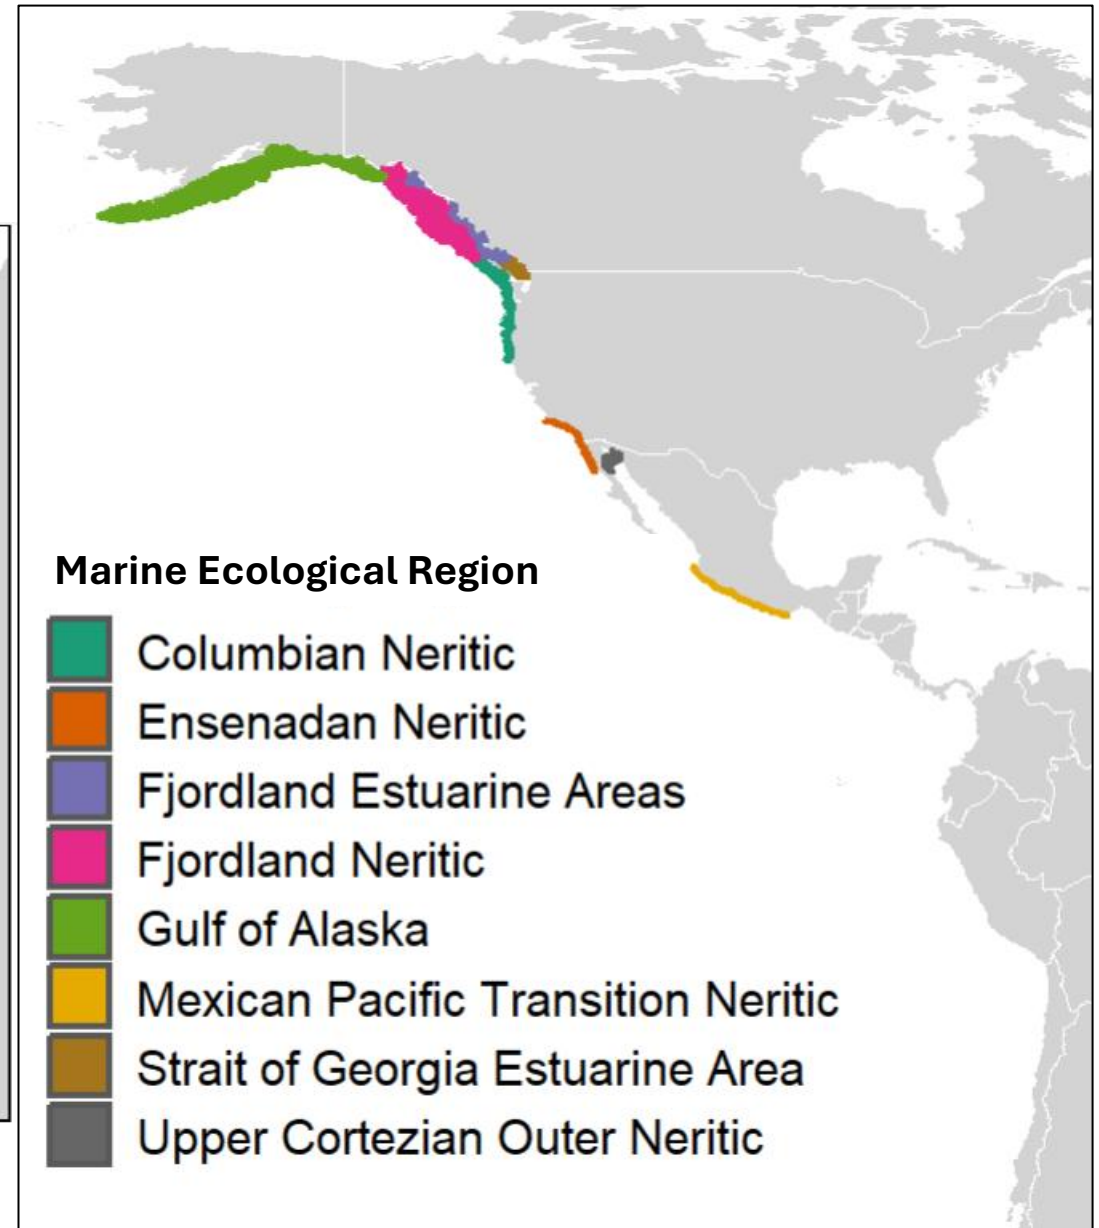 Marine Ecological Region
Columbian Neritic
Ensenadan Neritic
Fjordland Estuarine Areas
Fjordland Neritic
Gulf of Alaska
Mexican Pacific Transition Neritic
Strait of Georgia Estuarine Area
Upper Cortezian Outer Neritic